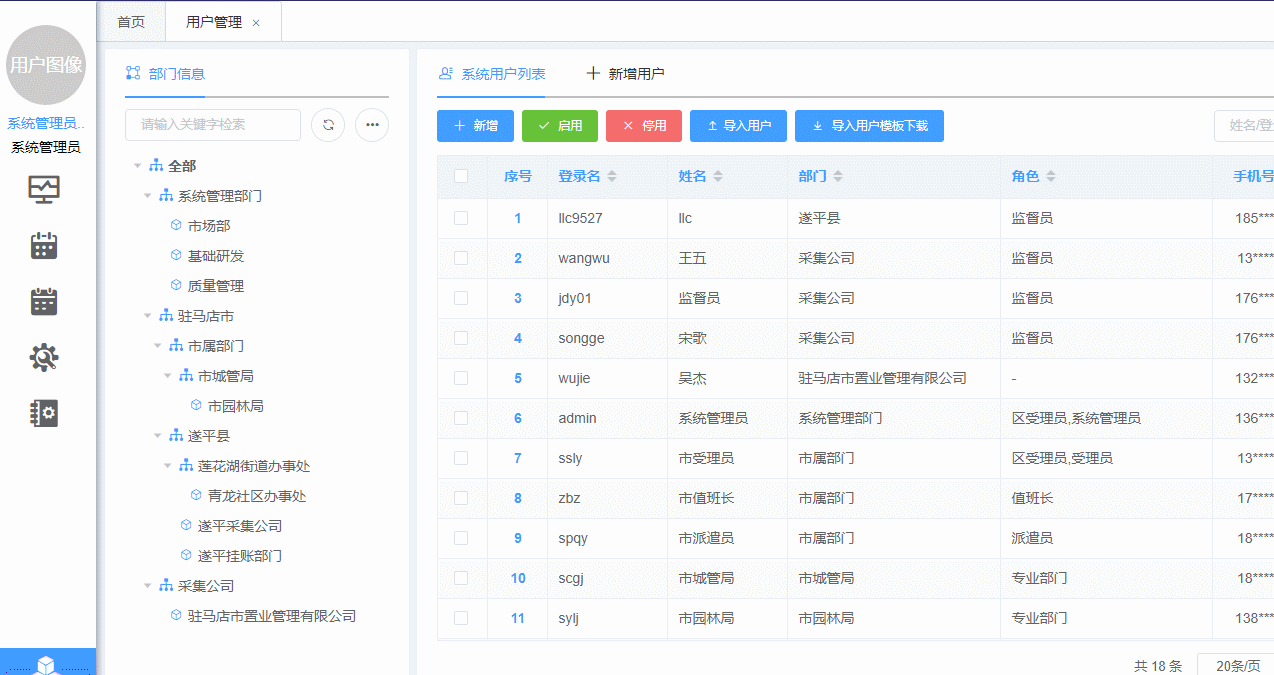 首页
用户管理 ×
用户图像
系统管理员..
系统管理员
部门信息
请输入关键字检索
全部
系统管理部门
市场部
基础研发
质量管理
驻马店市
市属部门
市城管局
市园林局
遂平县
莲花湖街道办事处
青龙社区办事处
遂平采集公司
遂平挂账部门
采集公司
驻马店市置业管理有限公司
系统用户列表 新增用户
新增 启用 停用 导入用户 导入用户模板下载 姓名/登
序号 登录名 姓名 部门 角色 手机号
1 llc9527 llc 遂平县 监督员 185***
2 wangwu 王五 采集公司 监督员 13****
3 jdy01 监督员 采集公司 监督员 176***
4 songge 宋歌 采集公司 监督员 176***
5 wujie 吴杰 驻马店市置业管理有限公司 - 132***
6 admin 系统管理员 系统管理部门 区受理员,系统管理员 136***
7 ssly 市受理员 市属部门 区受理员,受理员 13****
8 zbz 市值班长 市属部门 值班长 17****
9 spqy 市派遣员 市属部门 派遣员 18****
10 scgj 市城管局 市城管局 专业部门 18****
11 sylj 市园林局 市园林局 专业部门 138***
共 18 条 20条/页